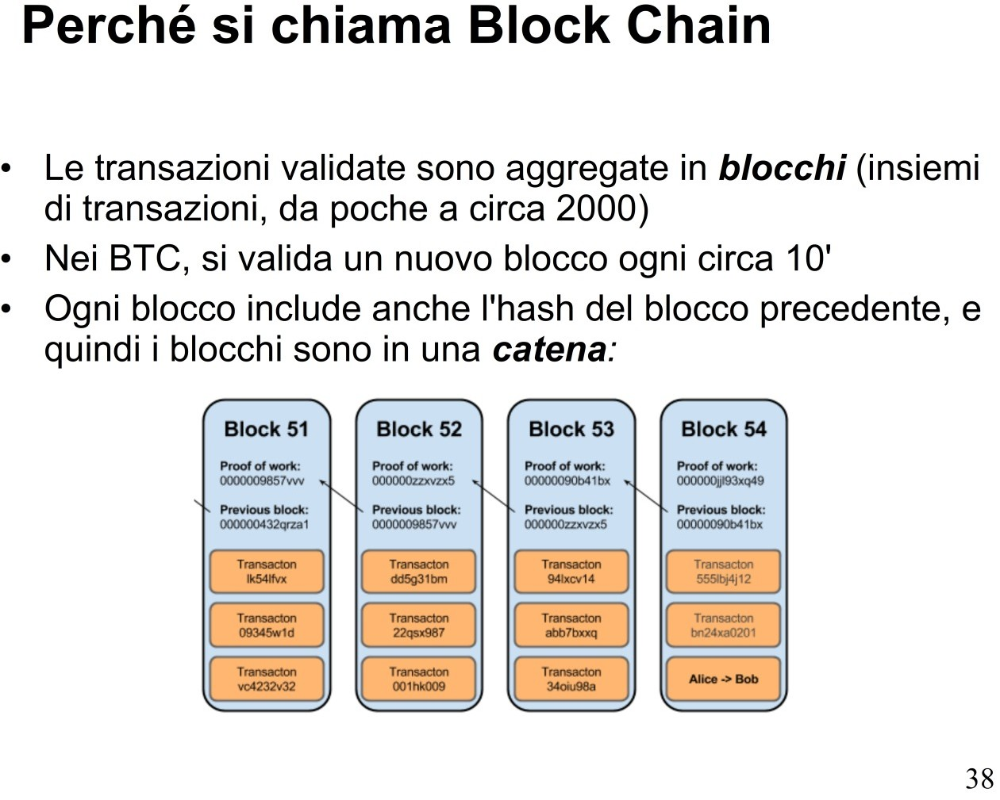 Perché si chiama Block Chain
• Le transazioni validate sono aggregate in blocchi (insiemi
di transazioni, da poche a circa 2000)
• Nei BTC, si valida un nuovo blocco ogni circa 10'
• Ogni blocco include anche l'hash del blocco precedente, e
quindi i blocchi sono in una catena:
Block 51
Proof of work:
0000009857vvv
Previous block:
000000432qrza1
Transacton
lk54lfvx
Transacton
09345w1d
Transacton
vc4232v32
Block 52
Proof of work:
000000zzxvzx5
Previous block:
0000009857vvv
Transacton
dd5g31bm
Transacton
22qsx987
Transacton
001hk009
Block 53
Proof of work:
00000090b41bx
Previous block:
000000zzxvzx5
Transacton
94lxcv14
Transacton
abb7bxxq
Transacton
34oiu98a
Block 54
Proof of work:
000000jjl93xq49
Previous block:
00000090b41bx
Transacton
555lbj4j12
Transacton
bn24xa0201
Alice -> Bob
38